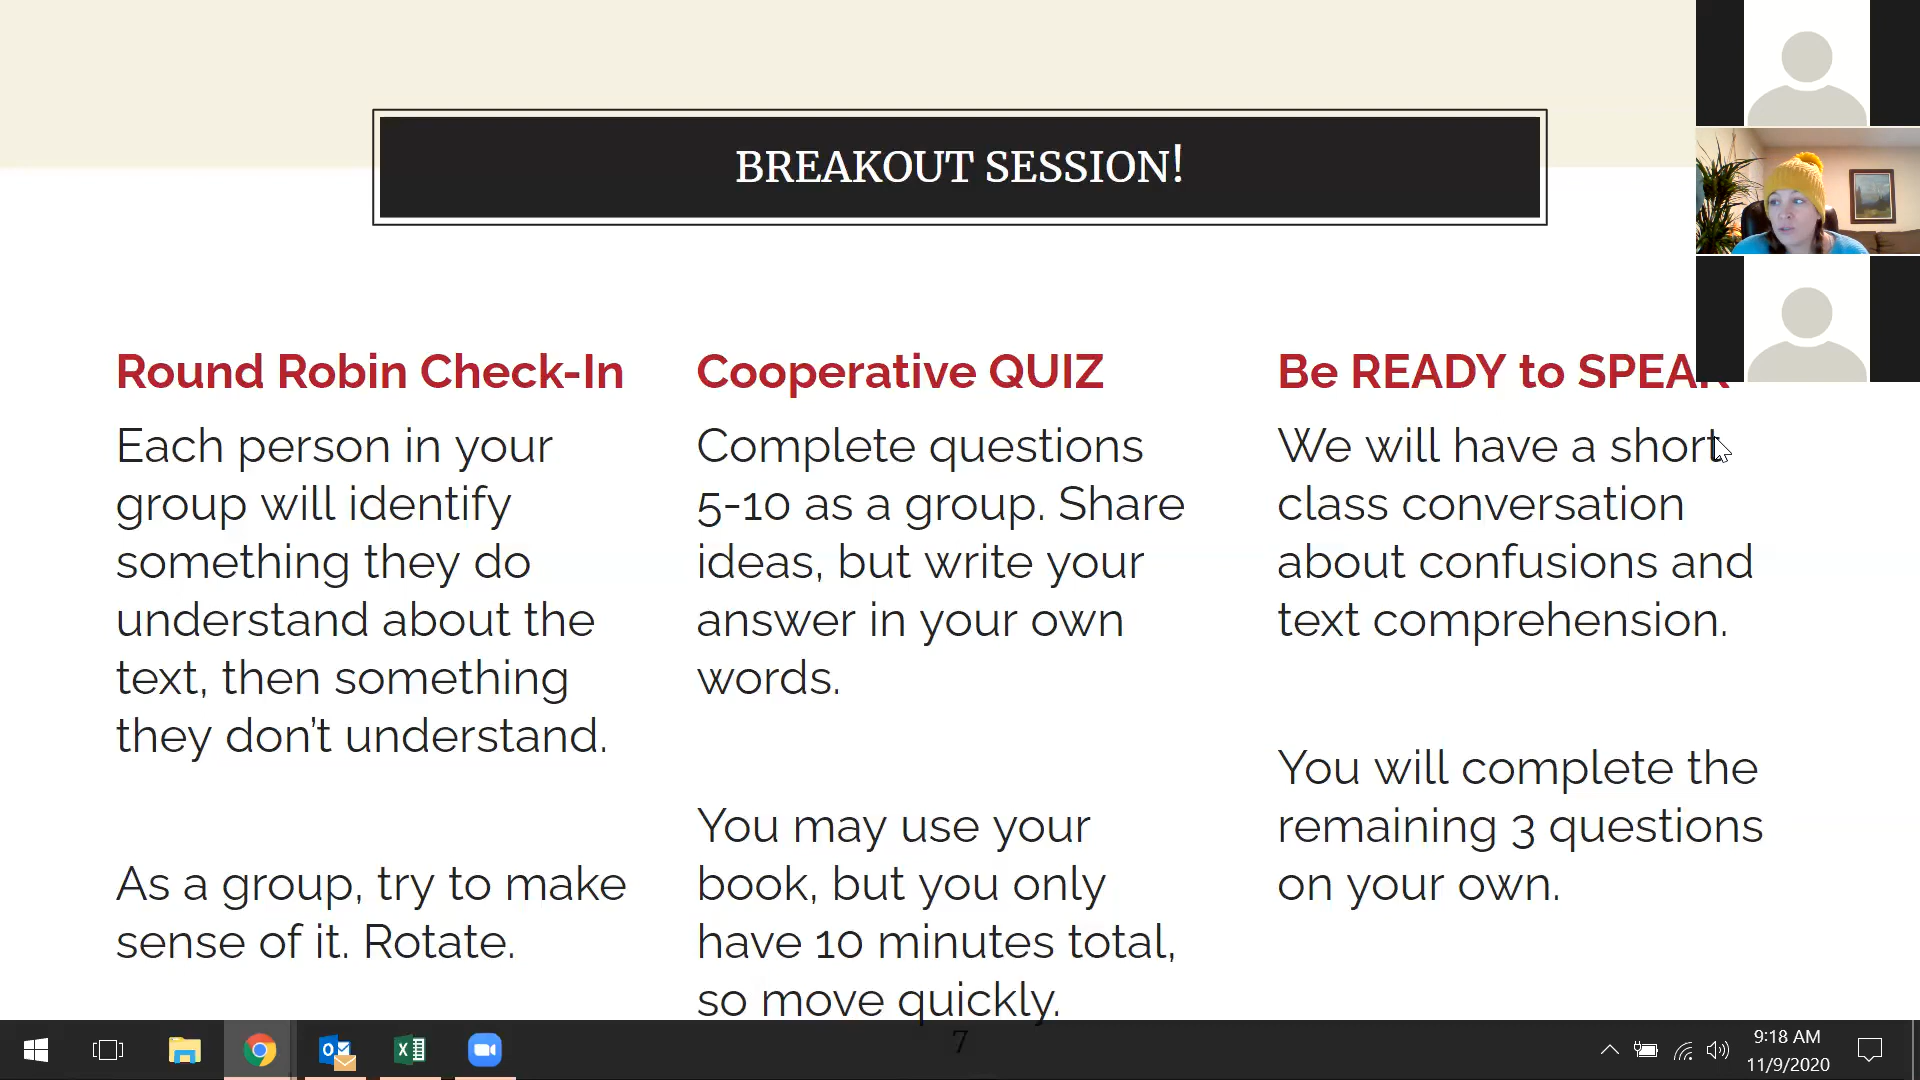 BREAKOUT SESSION!
Round Robin Check-In
Each person in your
group will identify
something they do
understand about the
text, then something
they don't understand.
As a group, try to make
sense of it. Rotate.
Cooperative QUIZ
Complete questions
5-10 as a group. Share
ideas, but write your
answer in your own
words.
You may use your
book, but you only
have 10 minutes total,
so move quickly.
Be READY to SPEAK
We will have a short
class conversation
about confusions and
text comprehension.
You will complete the
remaining 3 questions
on your own.
7
9:18 AM
11/9/2020